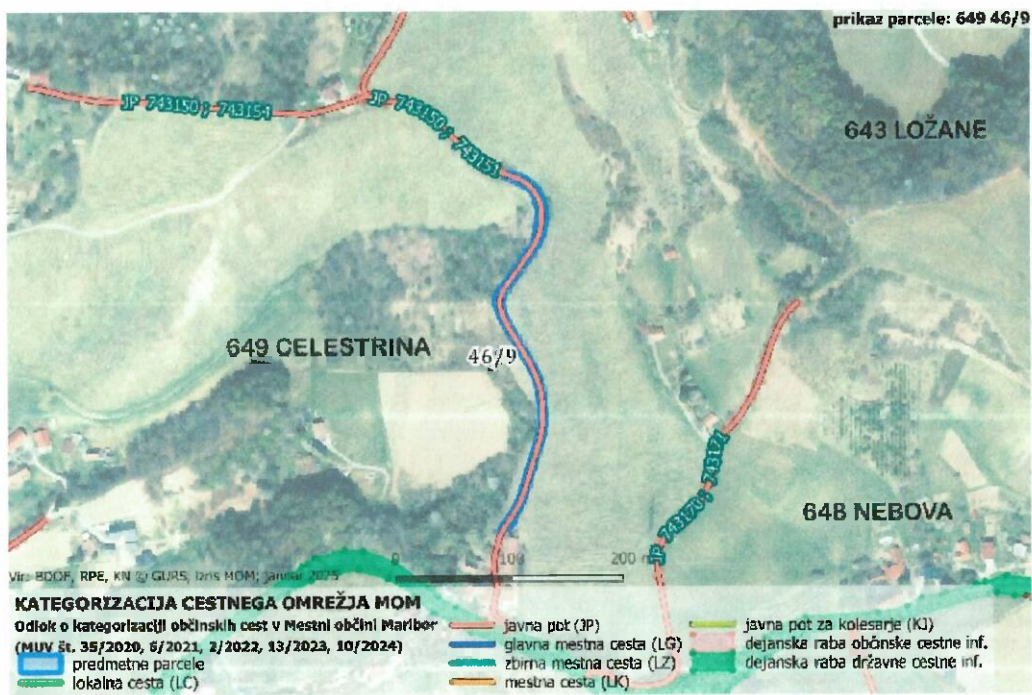 prikaz parcele: 649 46/9
JP 743150 ; 743154
JP 743150 ; 743151
643 LOŽANE
649 CELESTRINA
46/9
JP 743170 ; 743171
648 NEBOVA
0 100 200 m
Vir: BDOF, RPE, KN @ GURS, izris MOM; januar 2025
KATEGORIZACIJA CESTNEGA OMREŽJA MOM
Odlok o kategorizaciji občinskih cest v Mestni občini Maribor
(MUV št. 35/2020, 6/2021, 2/2022, 13/2023, 10/2024)
predmetne parcele
lokalna cesta (LC)
javna pot (JP)
glavna mestna cesta (LG)
zbirna mestna cesta (LZ)
mestna cesta (LK)
javna pot za kolesarje (KJ)
dejanska raba občinske cestne inf.
dejanska raba državne cestne inf.